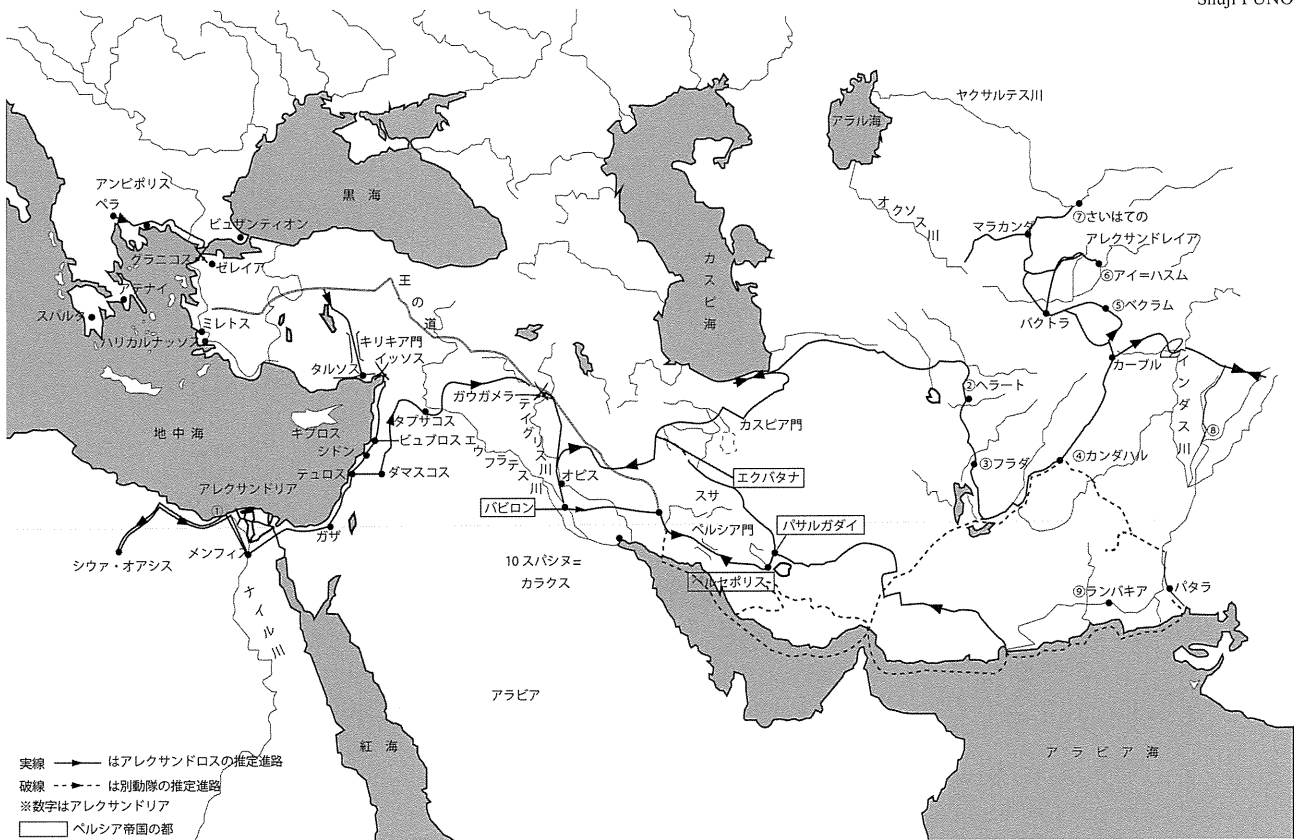 Shuji FUNO
ヤクサルテス川
アラル海
アンピポリス
ペラ
黒海
ビュザンティオン
オクソス川
マラカンダ
⑦さいはての
アレクサンドレイア
グラニコス
ゼレイア
王の道
カスピ海
⑥アイ=ハヌム
アテナイ
スパルタ
ミレトス
⑤ベクラム
バクトラ
ハリカルナッソス
キリキア門
イッソス
タルソス
カーブル
インダス川
ガウガメラ
②ヘラート
タプサコス
ティグリス川
カスピア門
⑧
地中海
キプロス
ビュブロス
エウフラテス川
シドン
③フラダ
④カンダハル
テュロス
ダマスコス
オピス
エクバタナ
アレクサンドリア
①
スサ
バビロン
パサルガダイ
ペルシア門
ガザ
メンフィス
シウァ・オアシス
10 スパシヌ=
カラクス
ペルセポリス
⑨ランバキア
パタラ
ナイル川
アラビア
紅海
アラビア海
実線 はアレクサンドロスの推定進路
破線 は別動隊の推定進路
※数字はアレクサンドリア
ペルシア帝国の都